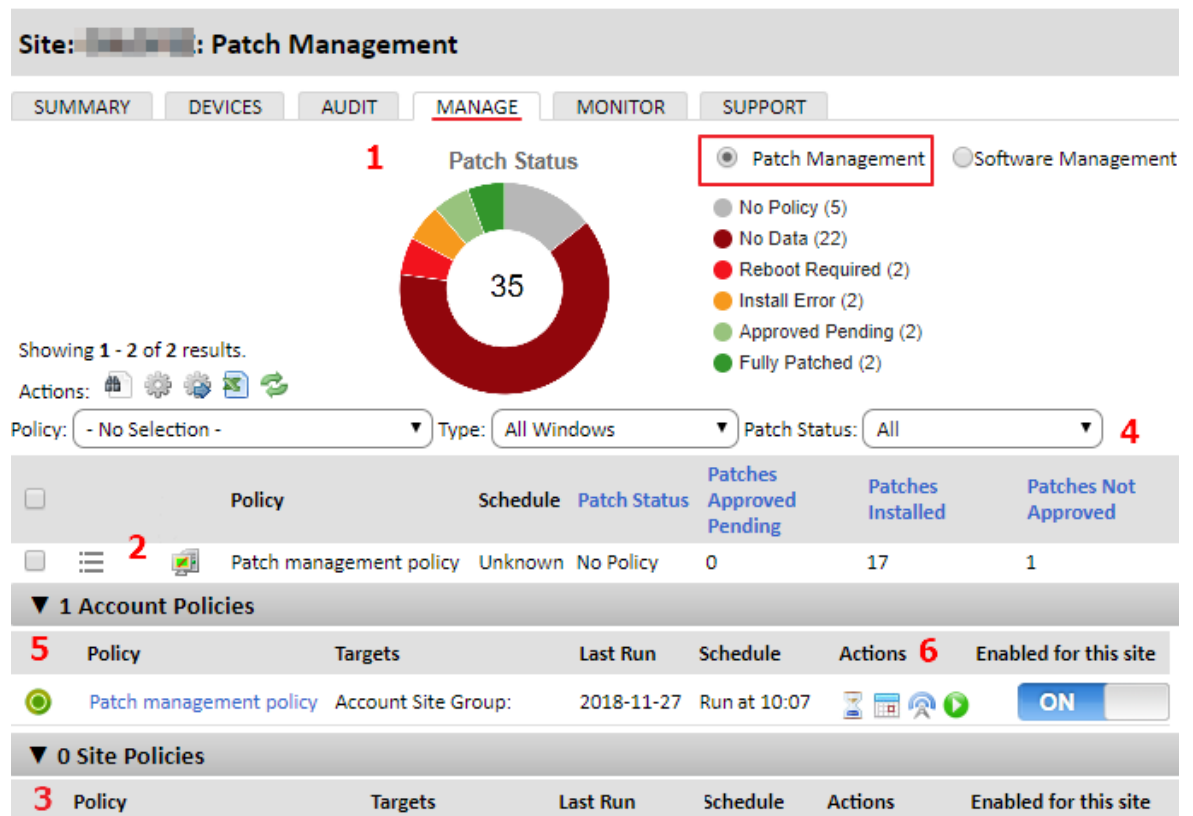 Site: : Patch Management
SUMMARY DEVICES AUDIT MANAGE MONITOR SUPPORT
1 Patch Status
Patch Management Software Management
35
No Policy (5)
No Data (22)
Reboot Required (2)
Install Error (2)
Approved Pending (2)
Fully Patched (2)
Showing 1 - 2 of 2 results.
Actions:
Policy: - No Selection - Type: All Windows Patch Status: All 4
Policy Schedule Patch Status Patches Approved Pending Patches Installed Patches Not Approved
2 Patch management policy Unknown No Policy 0 17 1
▼ 1 Account Policies
5 Policy Targets Last Run Schedule Actions 6 Enabled for this site
Patch management policy Account Site Group: 2018-11-27 Run at 10:07 ON
▼ 0 Site Policies
3 Policy Targets Last Run Schedule Actions Enabled for this site